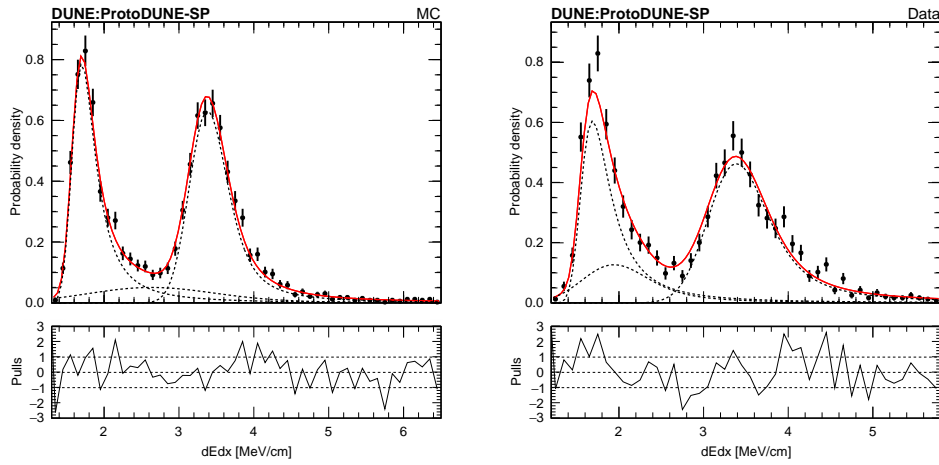 DUNE:ProtoDUNE-SP MC
Probability density
0.8
0.6
0.4
0.2
0.0
Pulls
3
2
1
0
−1
−2
−3
2 3 4 5 6
dEdx [MeV/cm]
DUNE:ProtoDUNE-SP Data
Probability density
0.8
0.6
0.4
0.2
0.0
Pulls
3
2
1
0
−1
−2
−3
2 3 4 5
dEdx [MeV/cm]